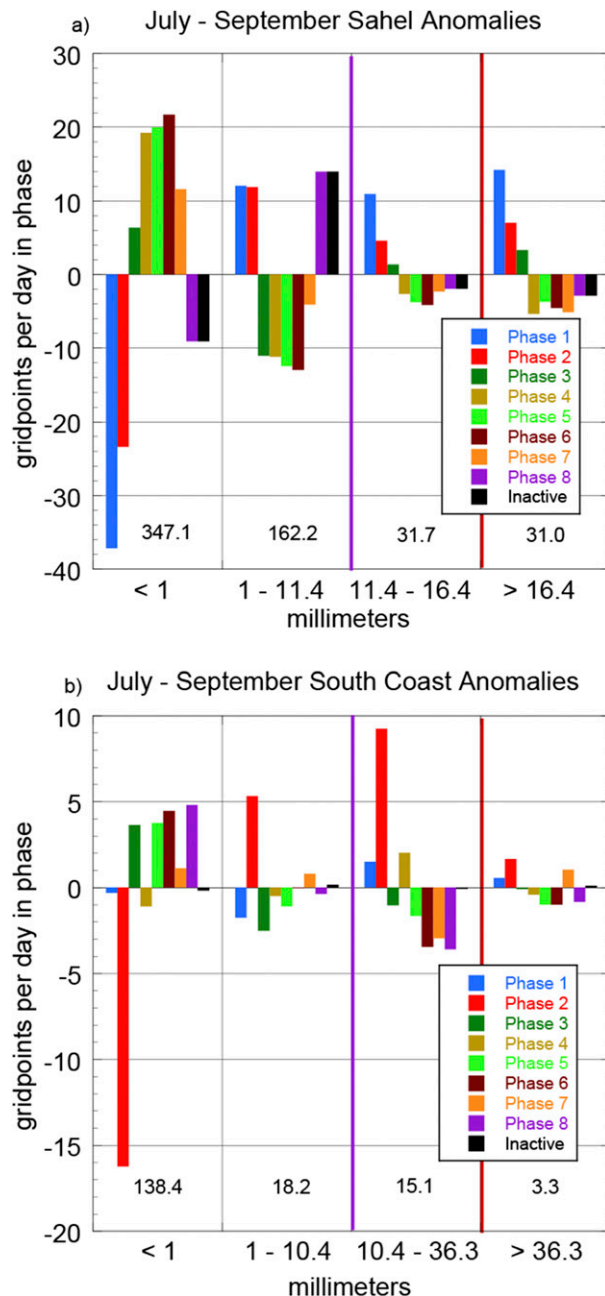 a) July - September Sahel Anomalies
30
20
10
0
-10
-20
-30
-40
gridpoints per day in phase
Phase 1
Phase 2
Phase 3
Phase 4
Phase 5
Phase 6
Phase 7
Phase 8
Inactive
347.1 162.2 31.7 31.0
< 1 1 - 11.4 11.4 - 16.4 > 16.4
millimeters
b) July - September South Coast Anomalies
10
5
0
-5
-10
-15
-20
gridpoints per day in phase
Phase 1
Phase 2
Phase 3
Phase 4
Phase 5
Phase 6
Phase 7
Phase 8
Inactive
138.4 18.2 15.1 3.3
< 1 1 - 10.4 10.4 - 36.3 > 36.3
millimeters